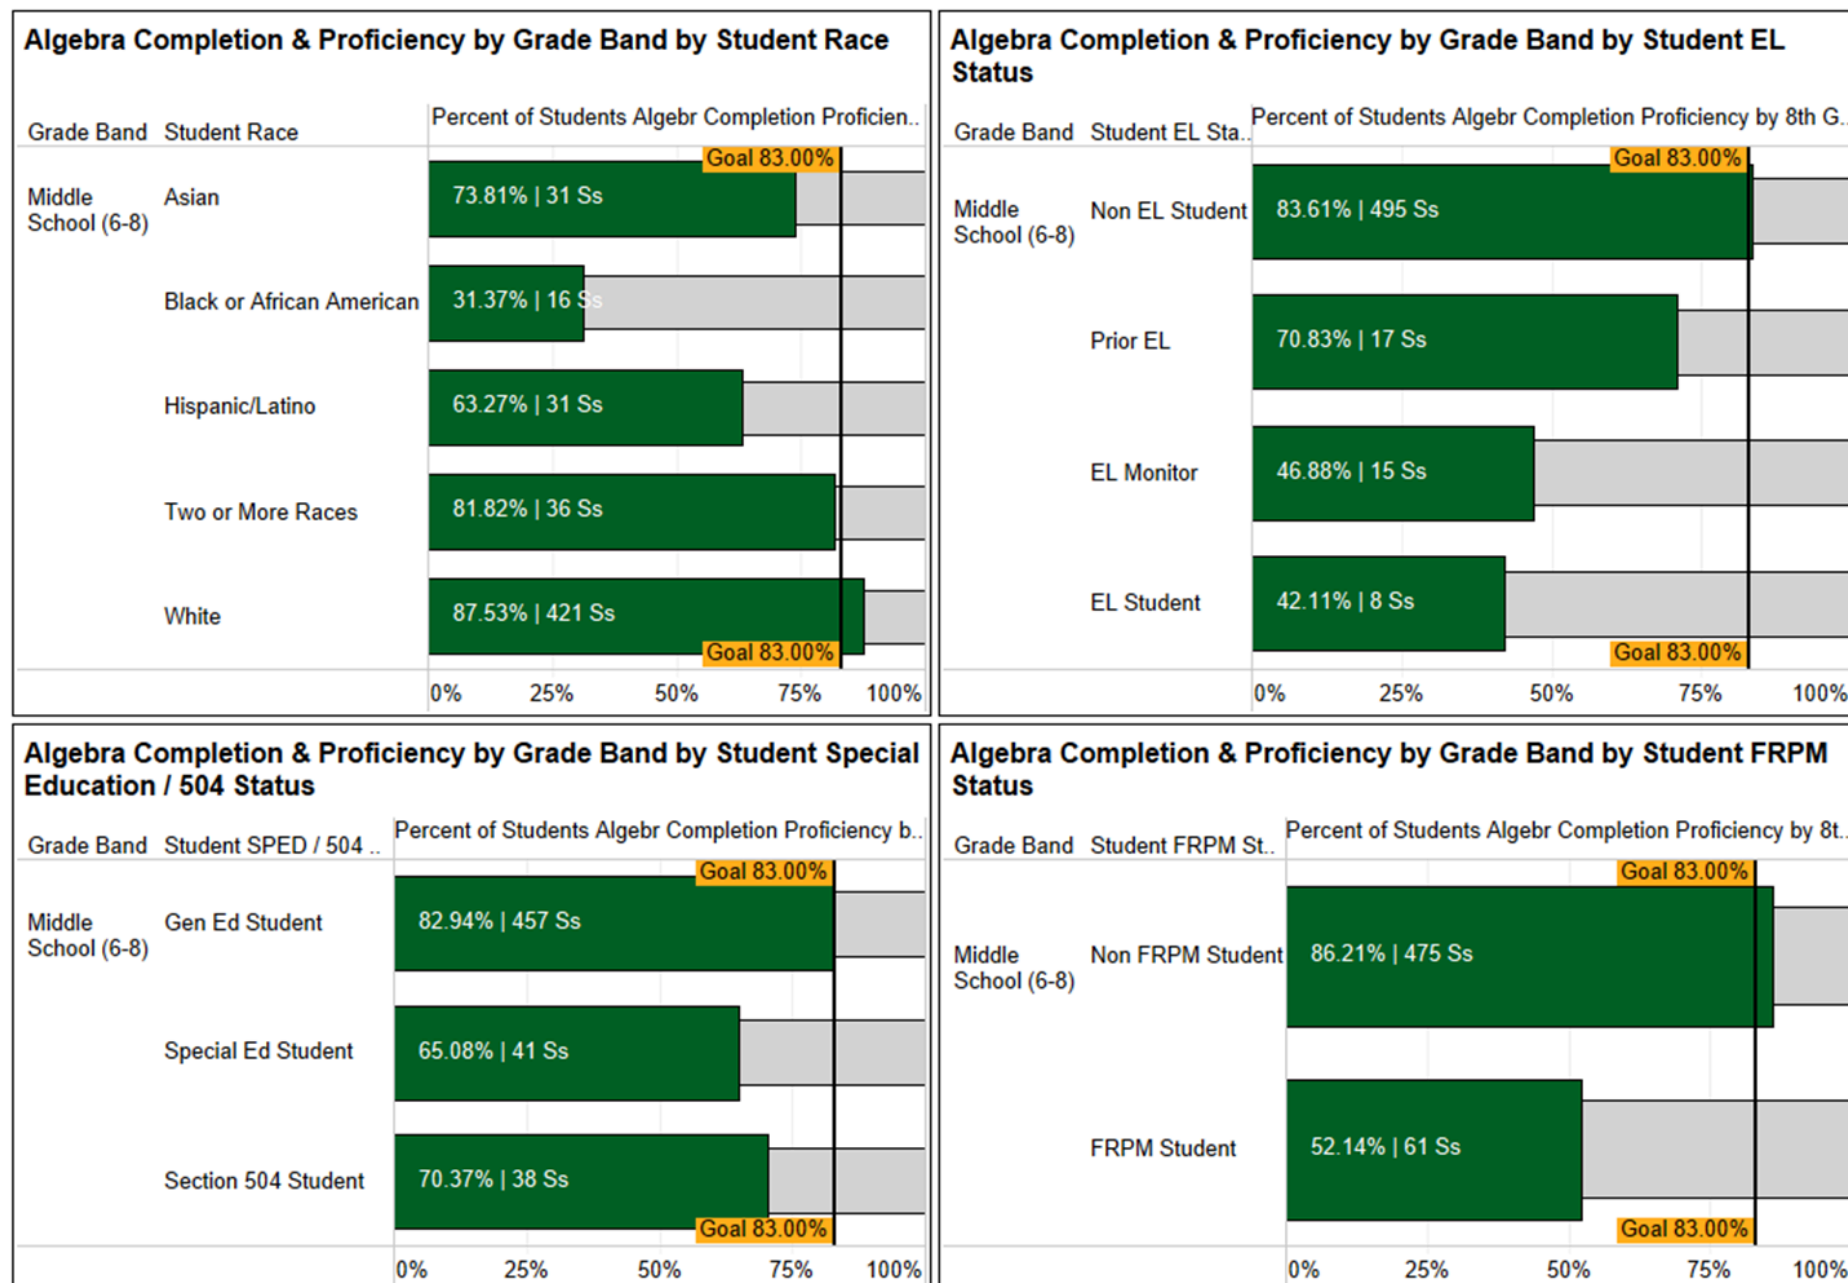 Algebra Completion & Proficiency by Grade Band by Student Race
Percent of Students Algebr Completion Proficien..
Grade Band Student Race
Goal 83.00%
Middle School (6-8)
Asian
73.81% | 31 Ss
Black or African American
31.37% | 16 Ss
Hispanic/Latino
63.27% | 31 Ss
Two or More Races
81.82% | 36 Ss
White
87.53% | 421 Ss
Goal 83.00%
0% 25% 50% 75% 100%
Algebra Completion & Proficiency by Grade Band by Student EL
Status
Percent of Students Algebr Completion Proficiency by 8th G..
Grade Band Student EL Sta..
Goal 83.00%
Middle
School (6-8)
Non EL Student
83.61% | 495 Ss
Prior EL
70.83% | 17 Ss
EL Monitor
46.88% | 15 Ss
EL Student
42.11% | 8 Ss
Goal 83.00%
0% 25% 50% 75% 100%
Algebra Completion & Proficiency by Grade Band by Student Special
Education / 504 Status
Percent of Students Algebr Completion Proficiency b..
Grade Band Student SPED / 504 ..
Goal 83.00%
Middle
School (6-8)
Gen Ed Student
82.94% | 457 Ss
Special Ed Student
65.08% | 41 Ss
Section 504 Student
70.37% | 38 Ss
Goal 83.00%
0% 25% 50% 75% 100%
Algebra Completion & Proficiency by Grade Band by Student FRPM
Status
Percent of Students Algebr Completion Proficiency by 8t..
Grade Band Student FRPM St..
Goal 83.00%
Middle
School (6-8)
Non FRPM Student
86.21% | 475 Ss
FRPM Student
52.14% | 61 Ss
Goal 83.00%
0% 25% 50% 75% 100%